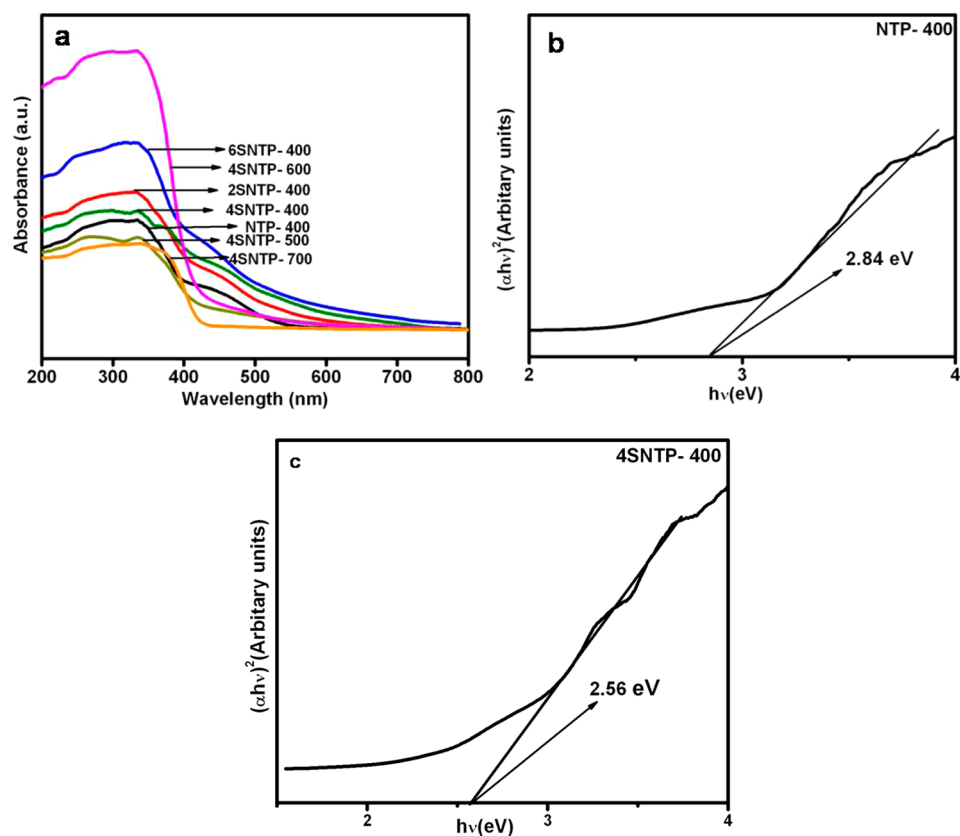 a
Absorbance (a.u.)
6SNTP- 400
4SNTP- 600
2SNTP- 400
4SNTP- 400
NTP- 400
4SNTP- 500
4SNTP- 700
200 300 400 500 600 700 800
Wavelength (nm)
b
NTP- 400
(αhν)²(Arbitary units)
2.84 eV
2 3 4
hν(eV)
c
4SNTP- 400
(αhν)²(Arbitary units)
2.56 eV
2 3 4
hν(eV)